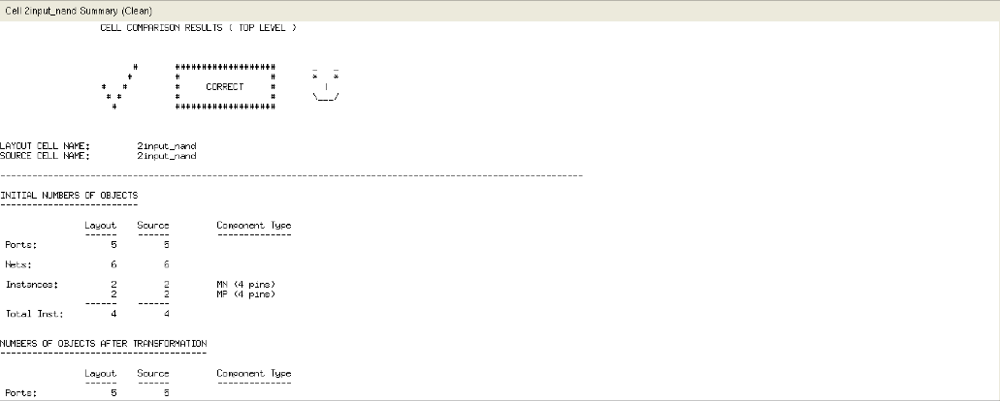 Cell 2input_nand Summary (Clean)
CELL COMPARISON RESULTS ( TOP LEVEL )
# ################### _ _
# # # * *
# # # CORRECT # |
# # # # \___/
# ###################
LAYOUT CELL NAME: 2input_nand
SOURCE CELL NAME: 2input_nand
--------------------------------------------------------------------------------------------------------------
INITIAL NUMBERS OF OBJECTS
--------------------------
Layout Source Component Type
------ ------ --------------
Ports: 5 5
Nets: 6 6
Instances: 2 2 MN (4 pins)
2 2 MP (4 pins)
------ ------
Total Inst: 4 4
NUMBERS OF OBJECTS AFTER TRANSFORMATION
---------------------------------------
Layout Source Component Type
------ ------ --------------
Ports: 5 5